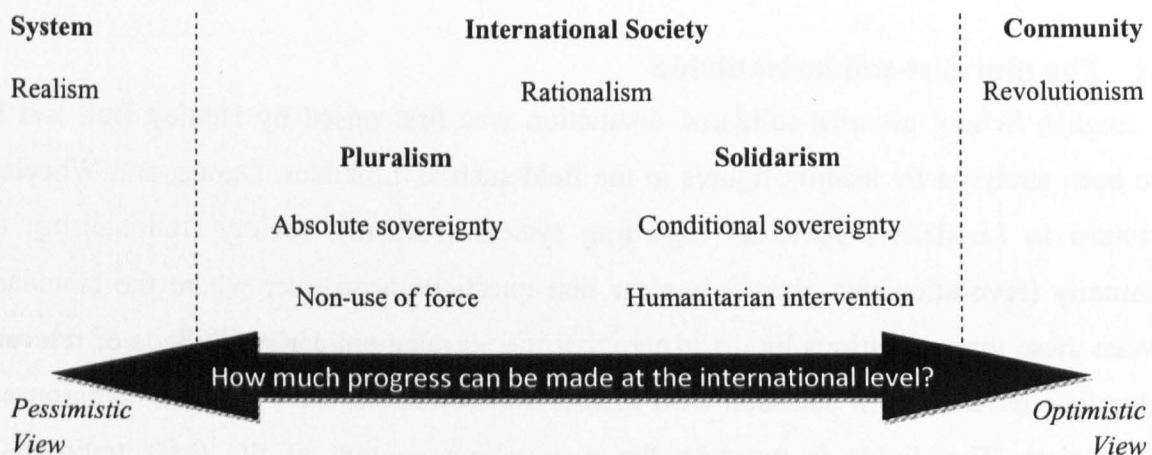 System International Society Community
Realism Rationalism Revolutionism
Pluralism Solidarism
Absolute sovereignty Conditional sovereignty
Non-use of force Humanitarian intervention
How much progress can be made at the international level?
Pessimistic Optimistic
View View